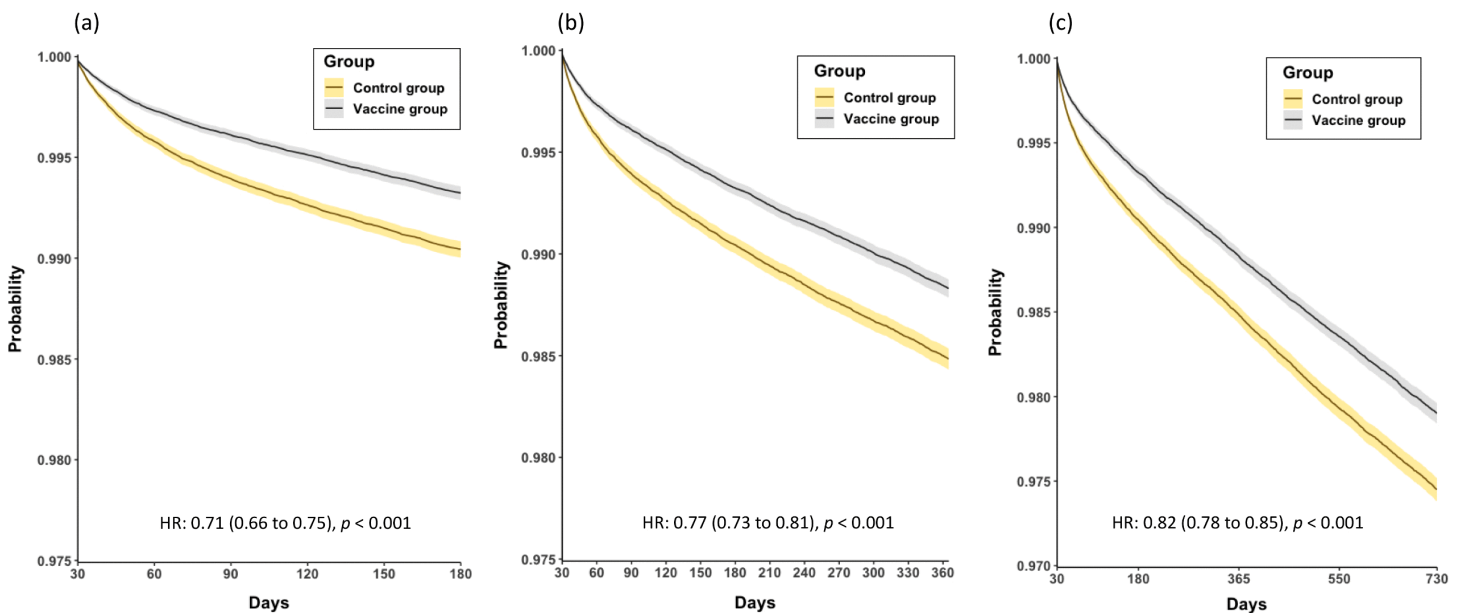 (a)
Group
Control group
Vaccine group
1.000
0.995
0.990
0.985
0.980
0.975
Probability
HR: 0.71 (0.66 to 0.75), p < 0.001
30 60 90 120 150 180
Days
(b)
Group
Control group
Vaccine group
1.000
0.995
0.990
0.985
0.980
0.975
Probability
HR: 0.77 (0.73 to 0.81), p < 0.001
30 60 90 120 150 180 210 240 270 300 330 360
Days
(c)
Group
Control group
Vaccine group
1.000
0.995
0.990
0.985
0.980
0.975
0.970
Probability
HR: 0.82 (0.78 to 0.85), p < 0.001
30 180 365 550 730
Days